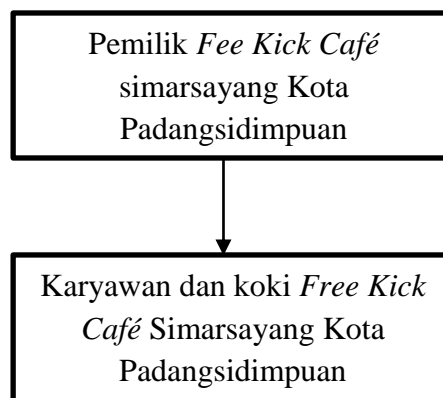 Pemilik Fee Kick Café
simarsayang Kota
Padangsidimpuan
Karyawan dan koki Free Kick
Café Simarsayang Kota
Padangsidimpuan